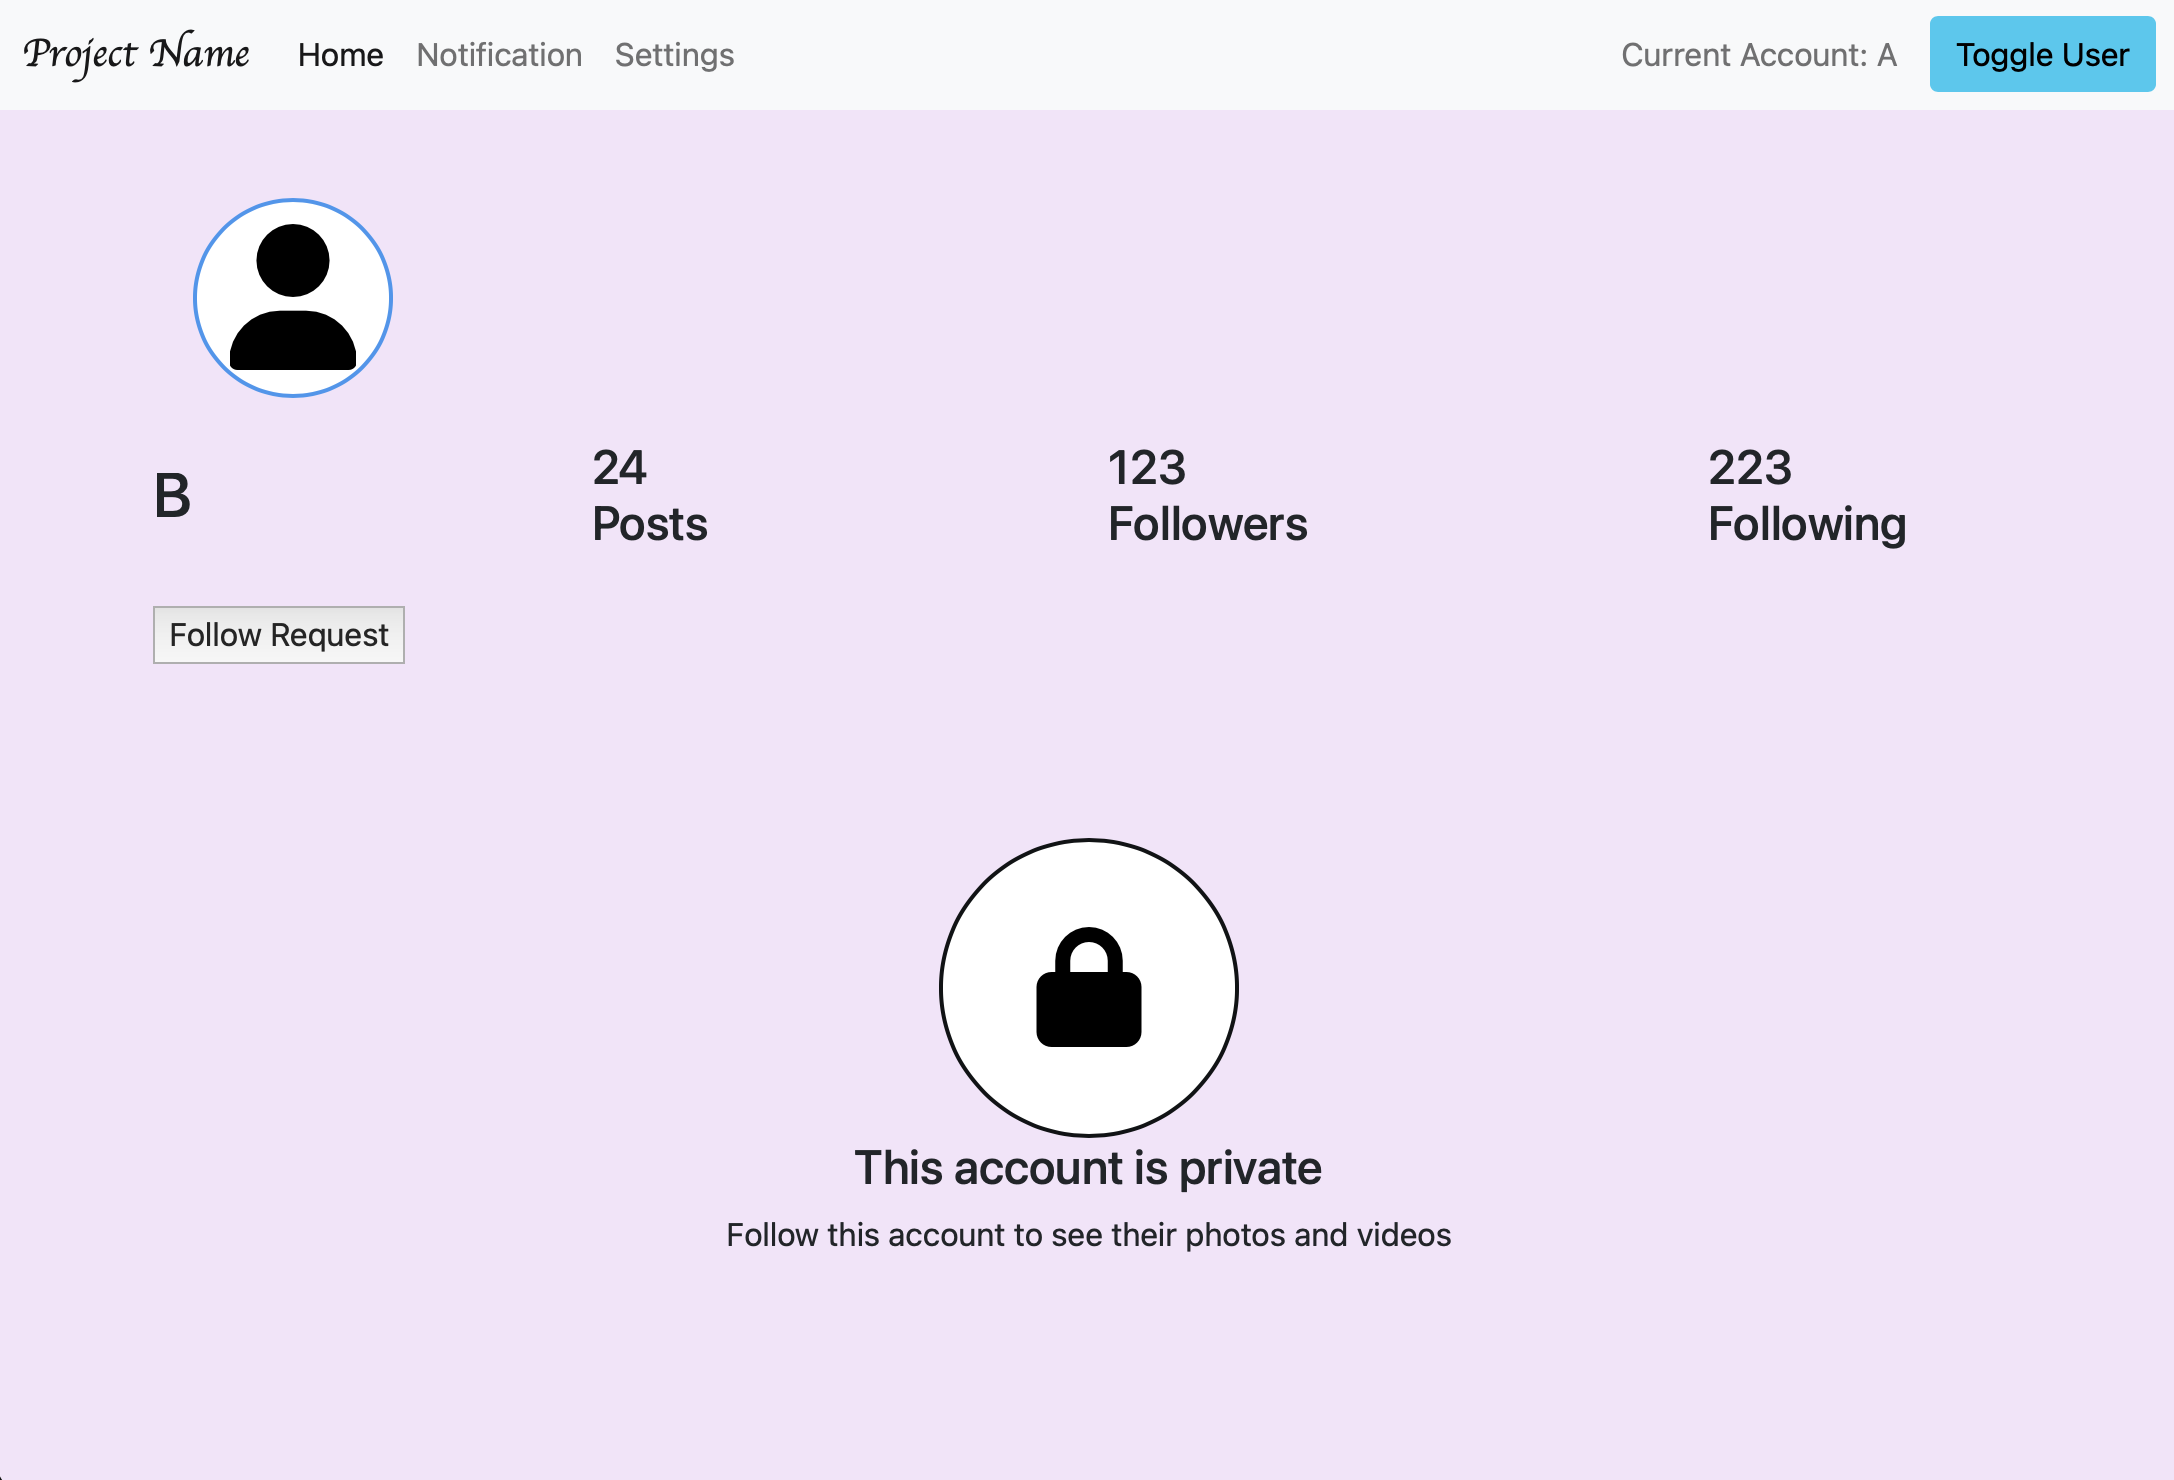 Project Name Home Notification Settings Current Account: A Toggle User
B
24
Posts
123
Followers
223
Following
Follow Request
This account is private
Follow this account to see their photos and videos